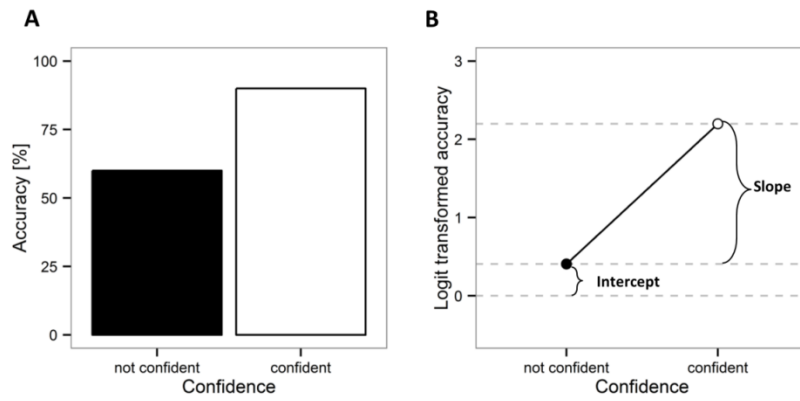 A
Accuracy [%]
100
75
50
25
0
not confident
confident
Confidence
B
Logit transformed accuracy
3
2
1
0
Slope
Intercept
not confident
confident
Confidence